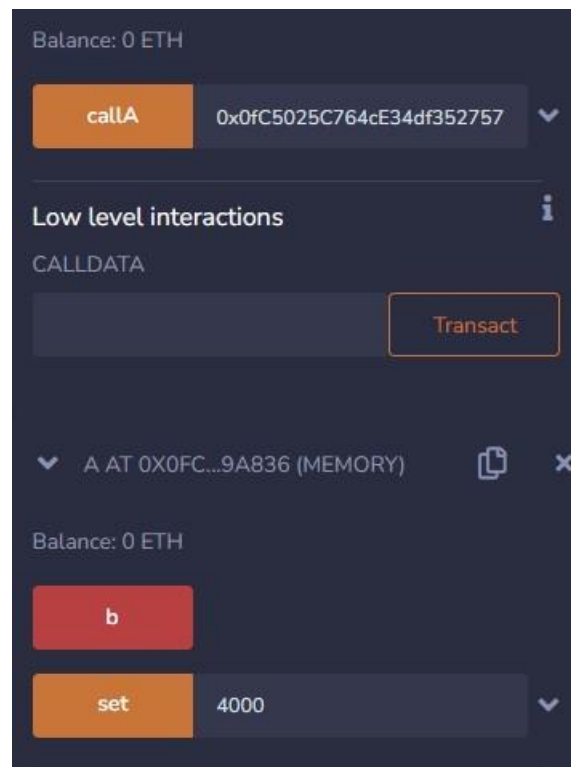 Balance: 0 ETH
callA 0x0fC5025C764cE34df352757
Low level interactions
CALLDATA
Transact
A AT 0X0FC...9A836 (MEMORY)
Balance: 0 ETH
b
set 4000